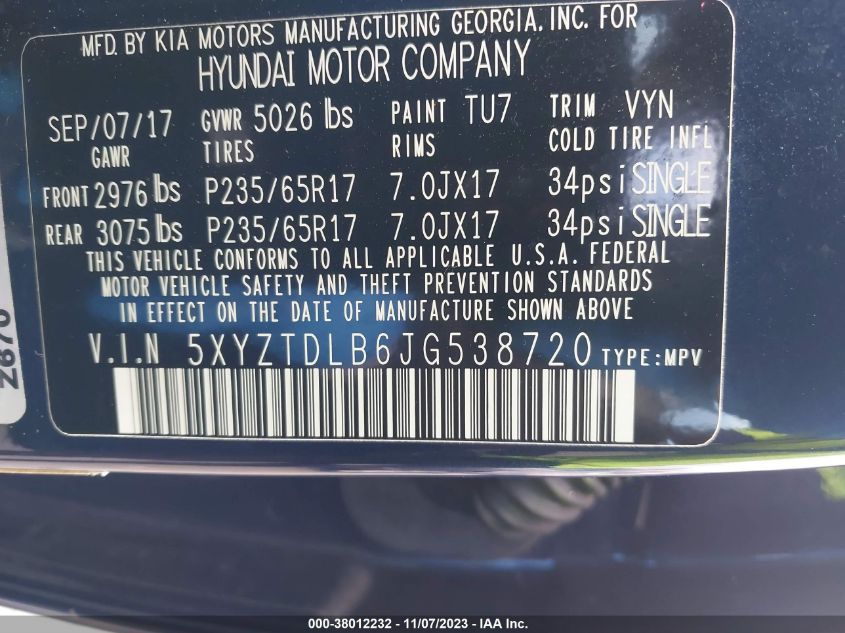 MFD. BY KIA MOTORS MANUFACTURING GEORGIA. INC. FOR
HYUNDAI MOTOR COMPANY
SEP/07/17 GVWR 5026 lbs PAINT TU7 TRIM VYN
GAWR TIRES RIMS COLD TIRE INFL
FRONT 2976 lbs P235/65R17 7.0JX17 34psi SINGLE
REAR 3075 lbs P235/65R17 7.0JX17 34psi SINGLE
THIS VEHICLE CONFORMS TO ALL APPLICABLE U.S.A. FEDERAL
MOTOR VEHICLE SAFETY AND THEFT PREVENTION STANDARDS
IN EFFECT ON THE DATE OF MANUFACTURE SHOWN ABOVE
V.I.N 5XYZTDLB6JG538720 TYPE:MPV
000-38012232 - 11/07/2023 - IAA Inc.